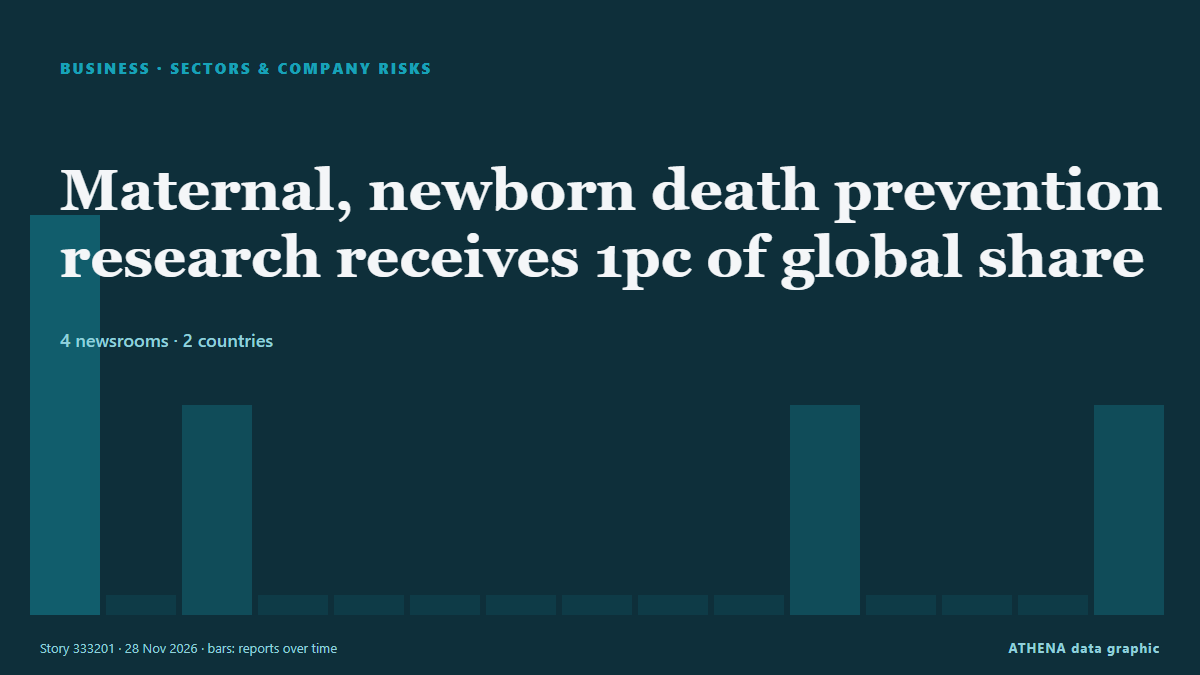 BUSINESS · SECTORS & COMPANY RISKS
Maternal, newborn death prevention
research receives 1pc of global share
4 newsrooms · 2 countries
Story 333201 · 28 Nov 2026 · bars: reports over time
ATHENA data graphic